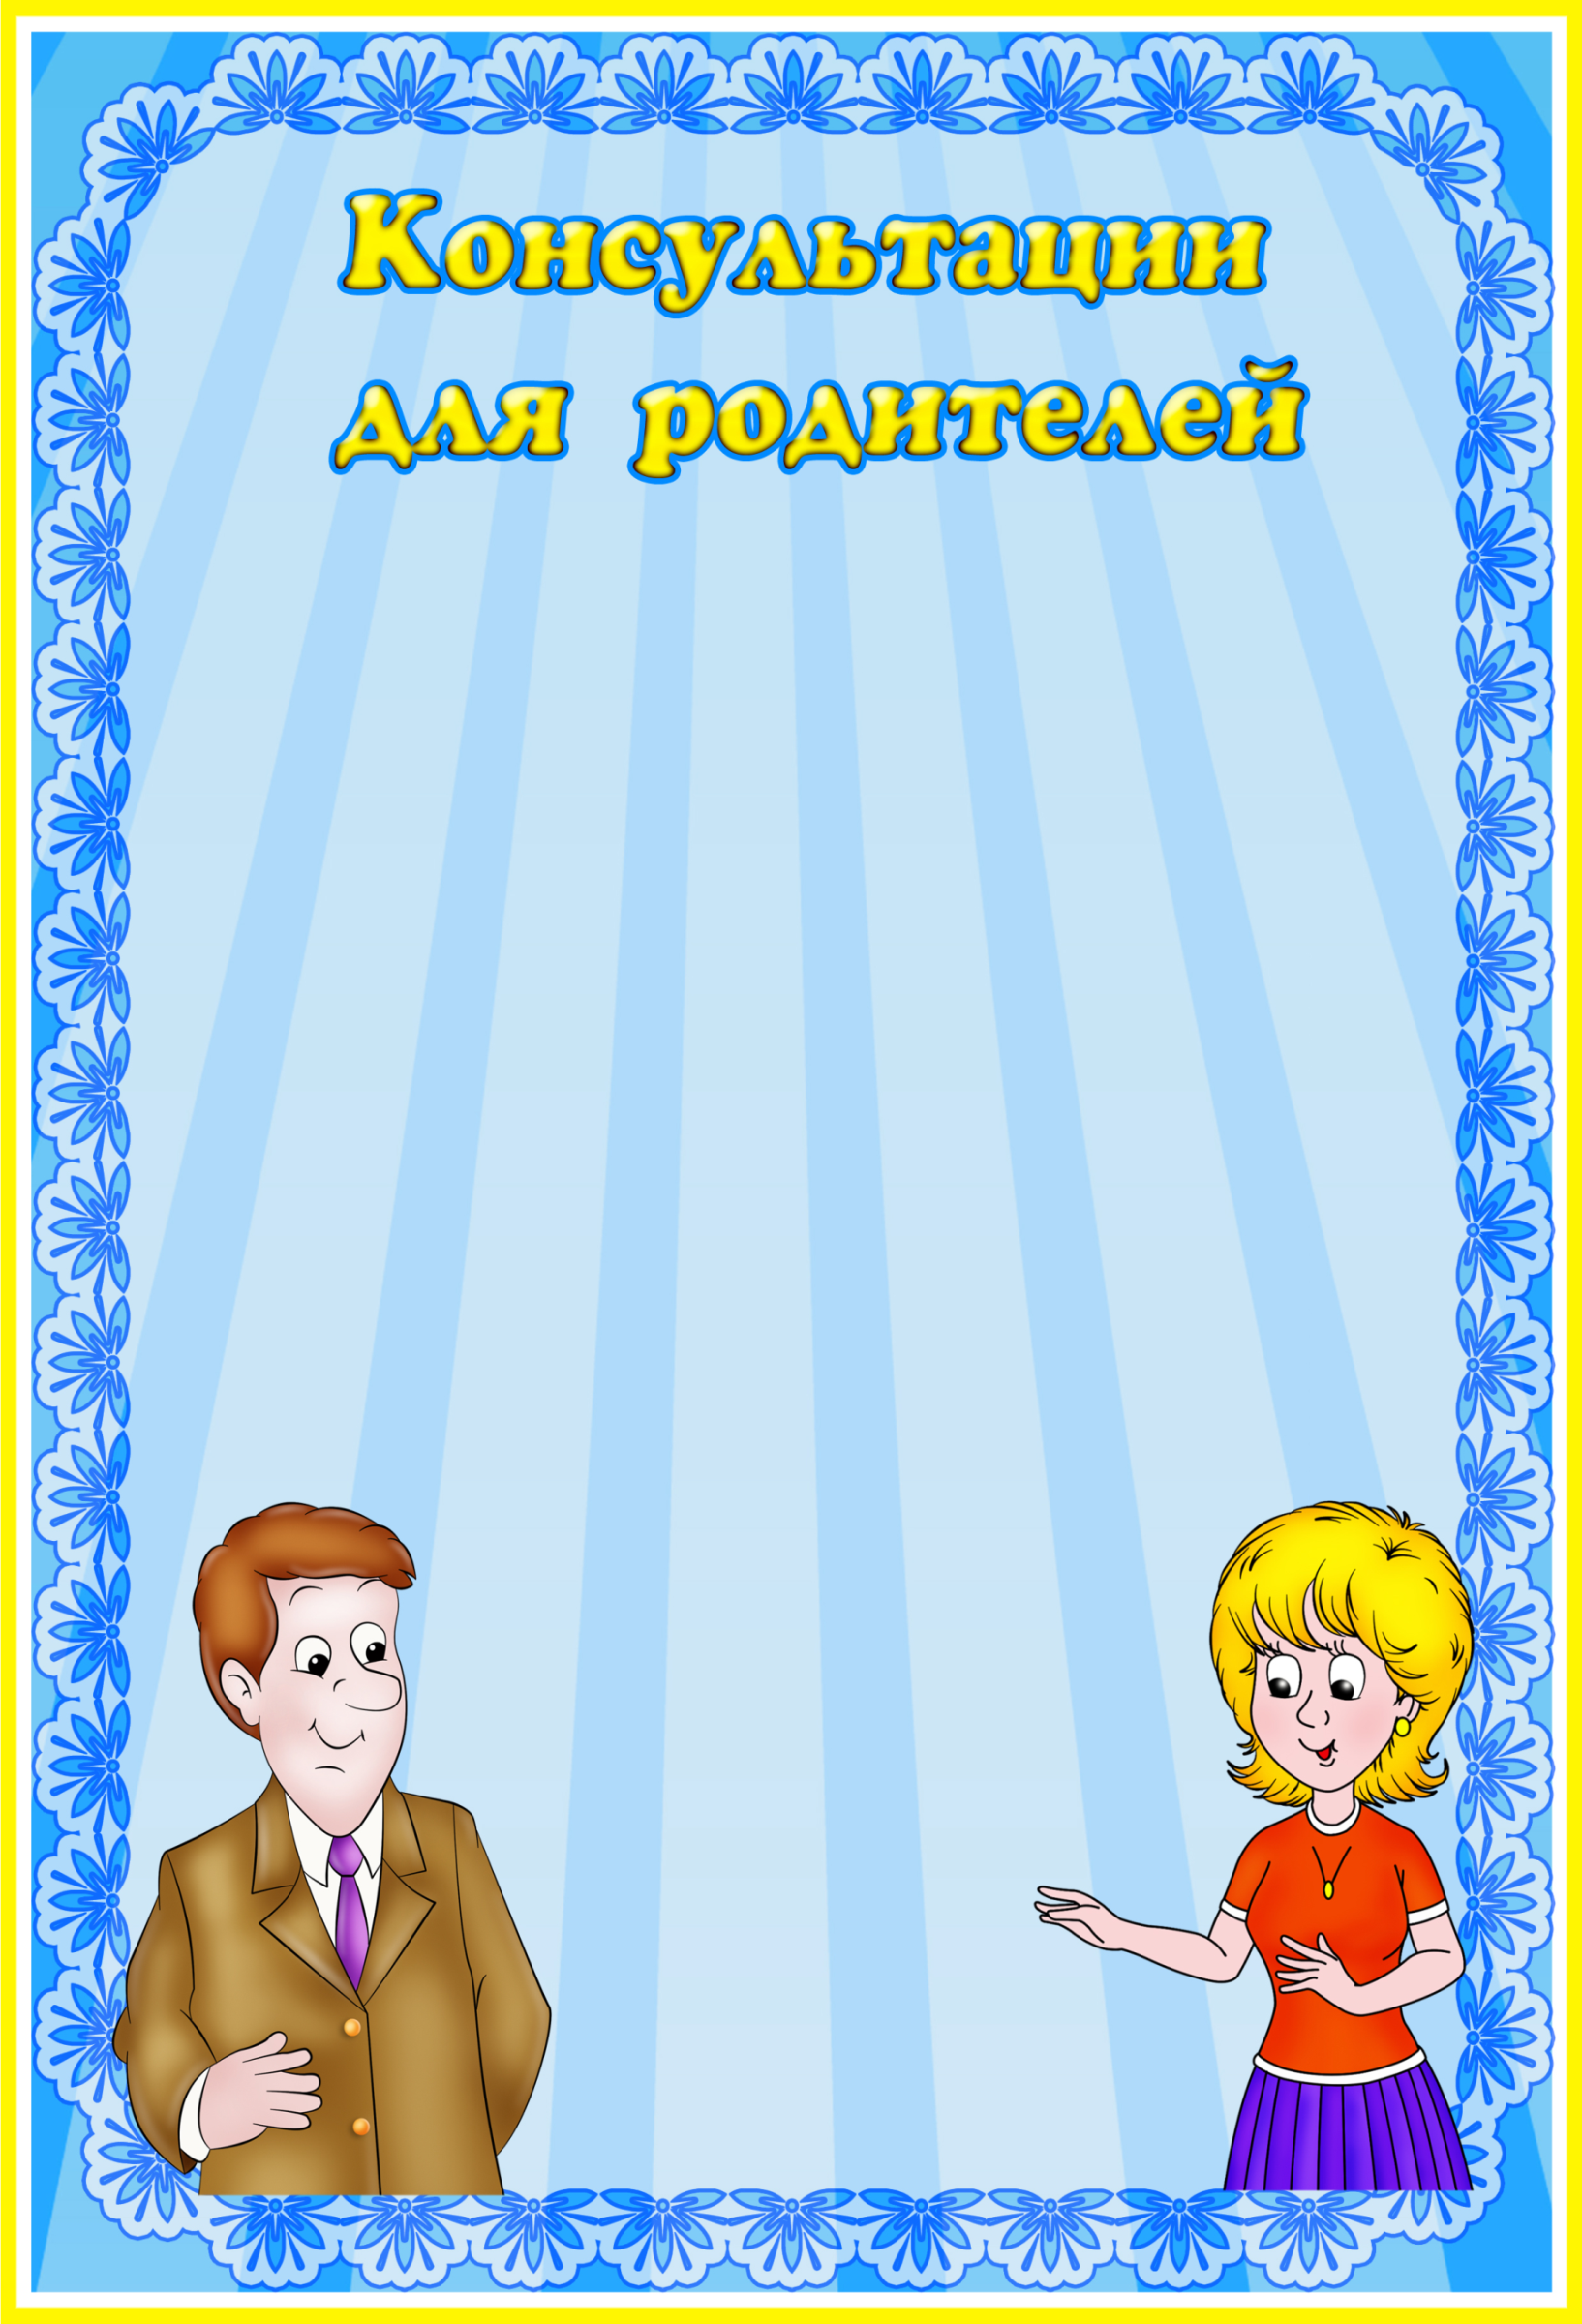 Консультации
для родителей